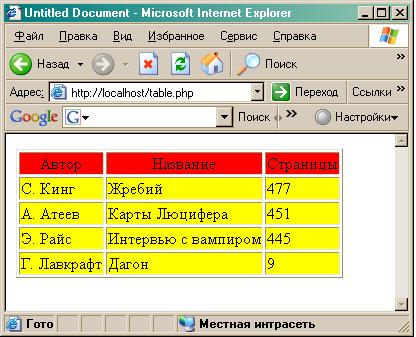 Untitled Document - Microsoft Internet Explorer
Файл Правка Вид Избранное Сервис Справка
Назад Поиск
Адрес: http://localhost/table.php Переход Ссылки »
Google G Поиск » Настройки
Автор Название Страницы
С. Кинг Жребий 477
А. Атеев Карты Люцифера 451
Э. Райс Интервью с вампиром 445
Г. Лавкрафт Дагон 9
Гото Местная интрасеть